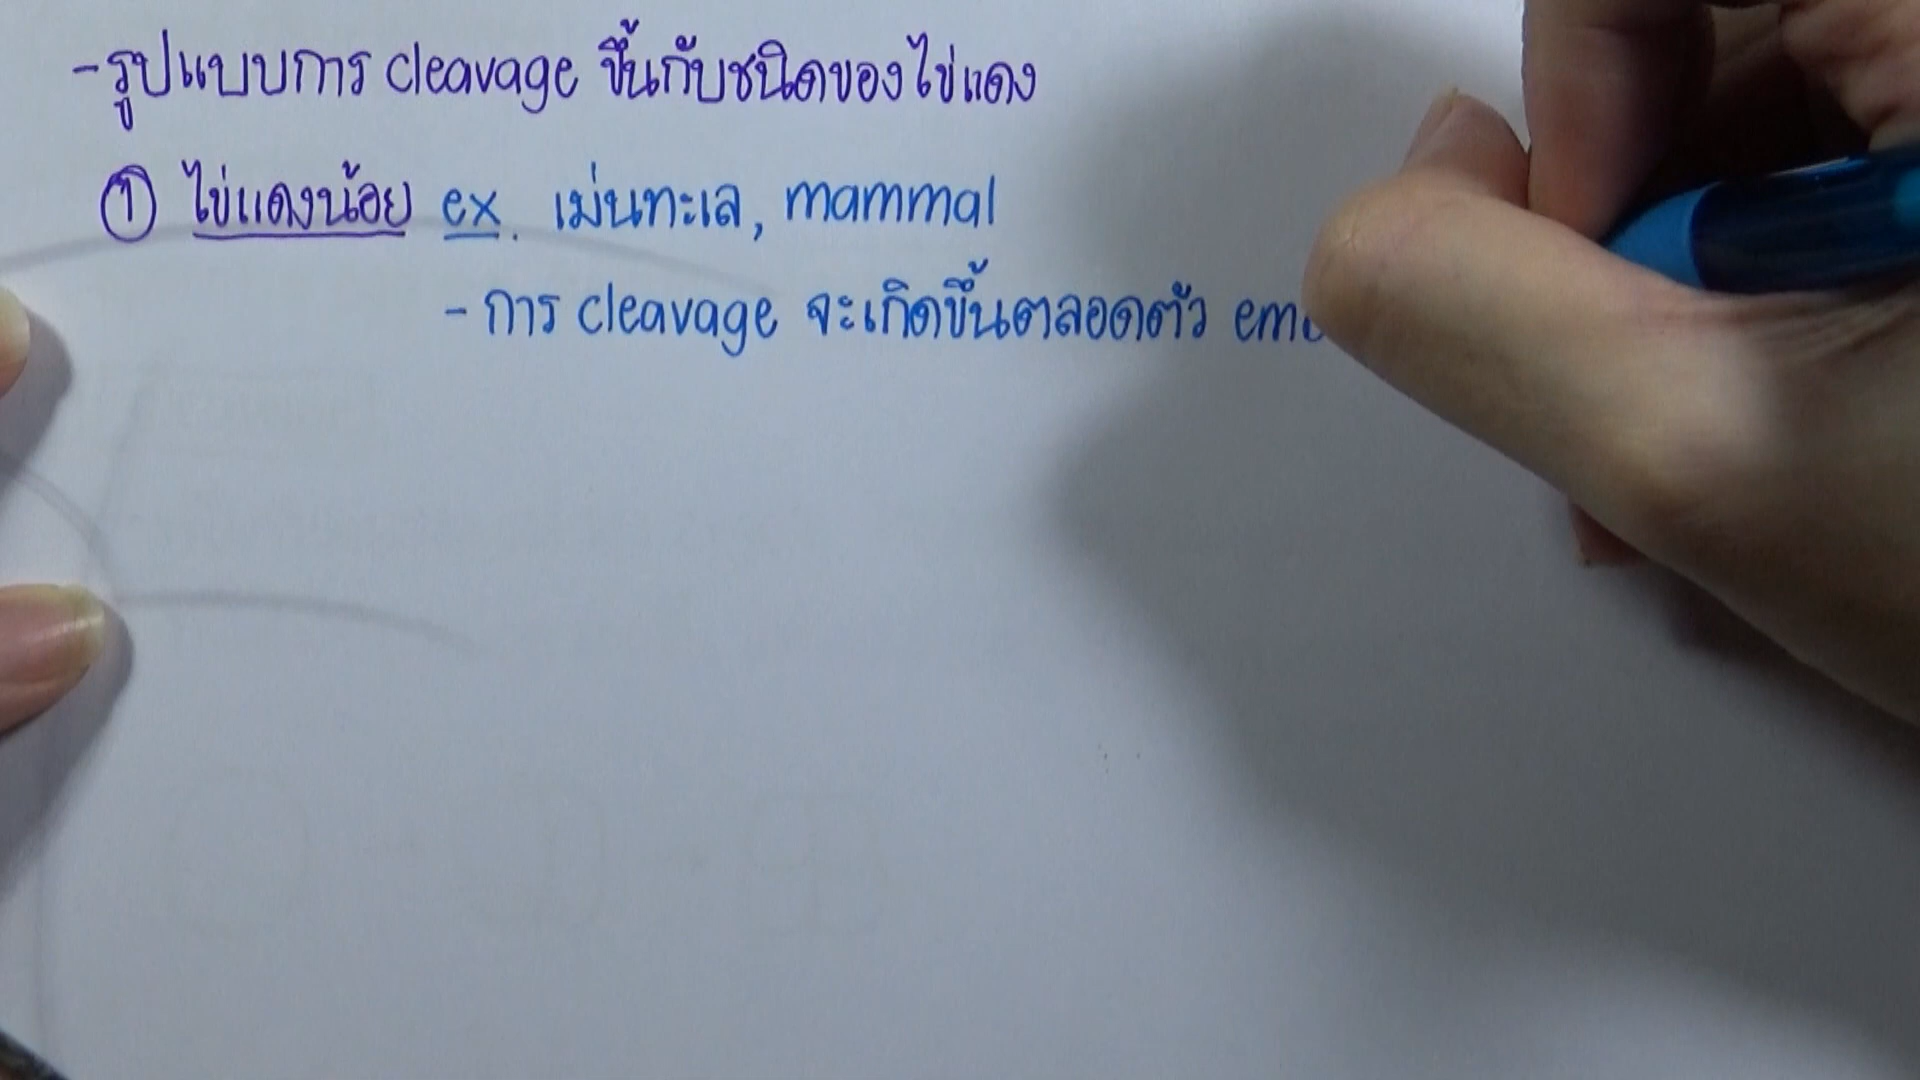 - รูปแบบการ cleavage ขึ้นกับชนิดของไข่แดง
① ไข่แดงน้อย ex. เม่นทะเล, mammal
- การ cleavage จะเกิดขึ้นตลอดตัว